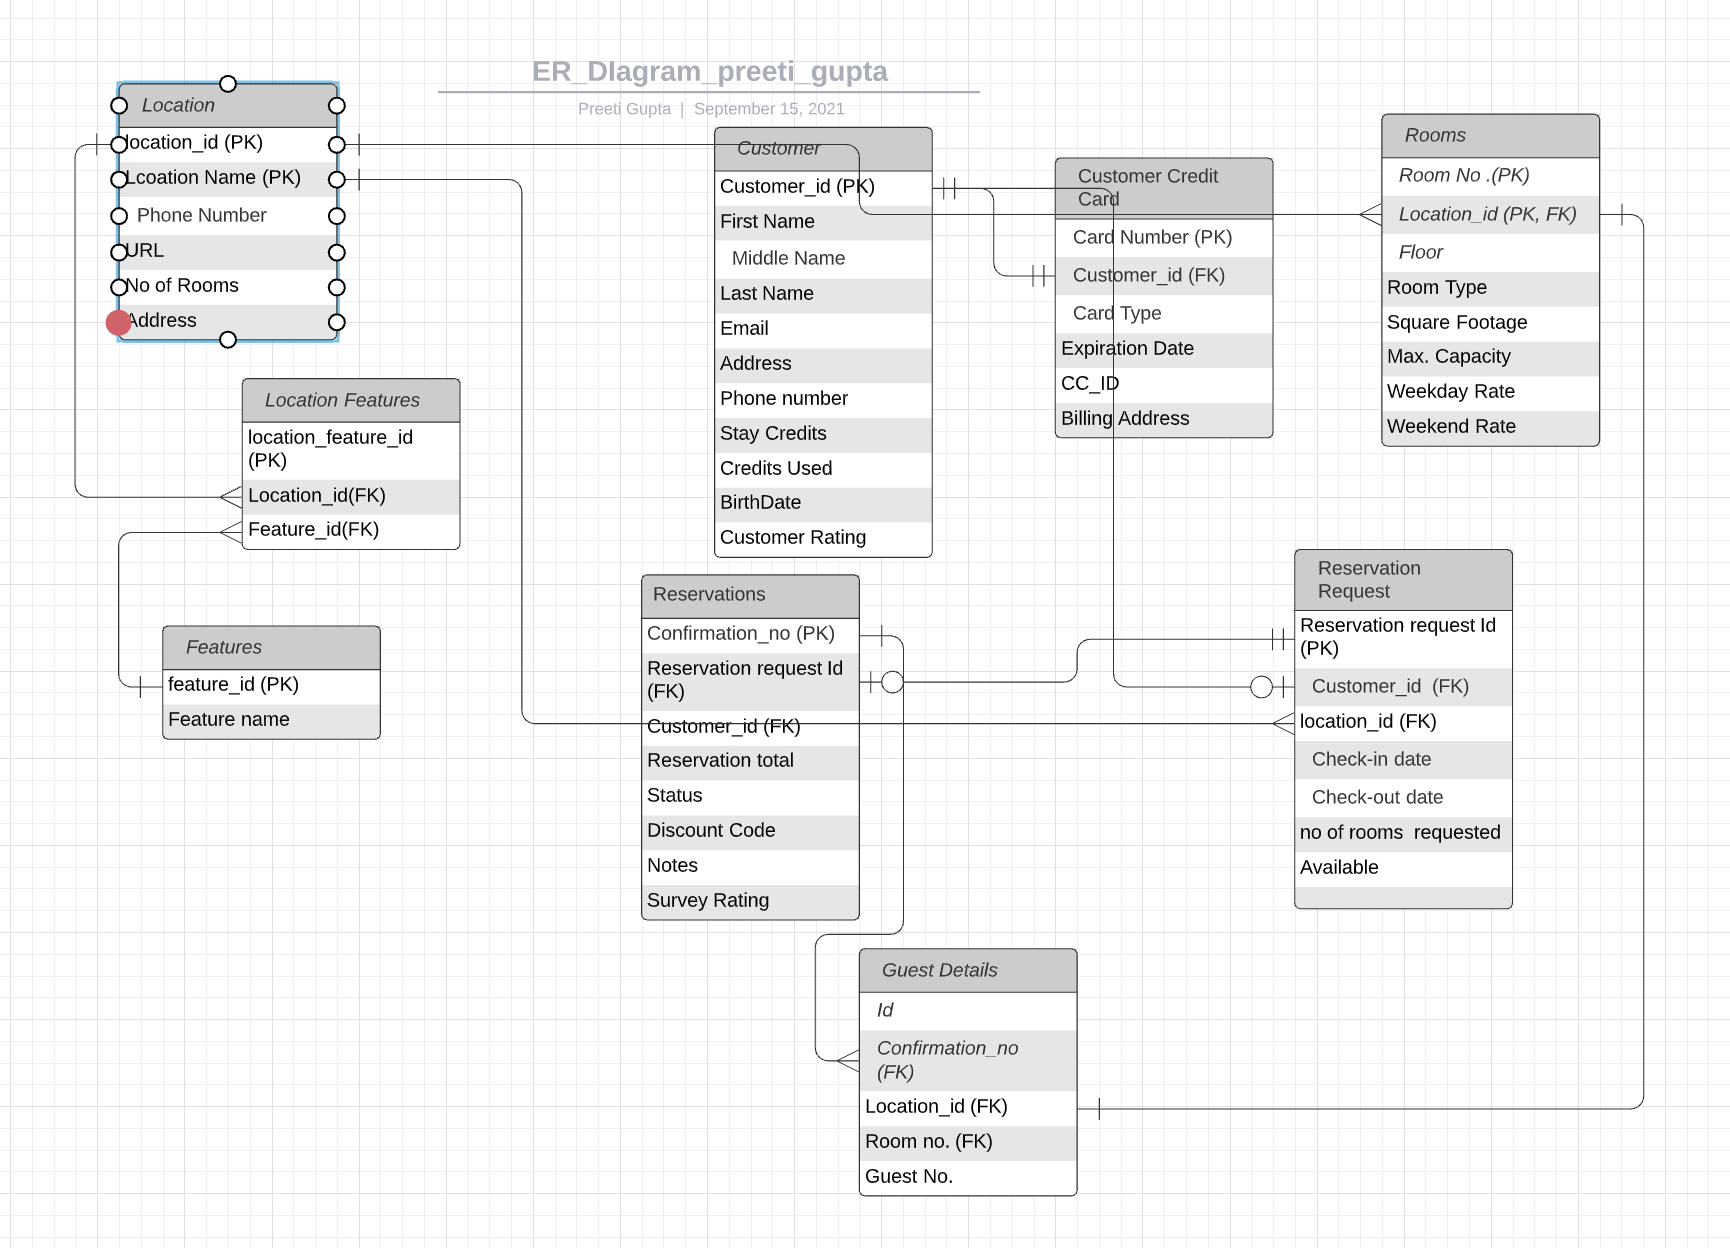 ER_DIagram_preeti_gupta
Preeti Gupta | September 15, 2021
Location
location_id (PK)
Lcoation Name (PK)
Phone Number
URL
No of Rooms
Address
Location Features
location_feature_id
(PK)
Location_id(FK)
Feature_id(FK)
Features
feature_id (PK)
Feature name
Customer
Customer_id (PK)
First Name
Middle Name
Last Name
Email
Address
Phone number
Stay Credits
Credits Used
BirthDate
Customer Rating
Customer Credit
Card
Card Number (PK)
Customer_id (FK)
Card Type
Expiration Date
CC_ID
Billing Address
Rooms
Room No .(PK)
Location_id (PK, FK)
Floor
Room Type
Square Footage
Max. Capacity
Weekday Rate
Weekend Rate
Reservations
Confirmation_no (PK)
Reservation request Id
(FK)
Customer_id (FK)
Reservation total
Status
Discount Code
Notes
Survey Rating
Reservation
Request
Reservation request Id
(PK)
Customer_id (FK)
location_id (FK)
Check-in date
Check-out date
no of rooms requested
Available
Guest Details
Id
Confirmation_no
(FK)
Location_id (FK)
Room no. (FK)
Guest No.